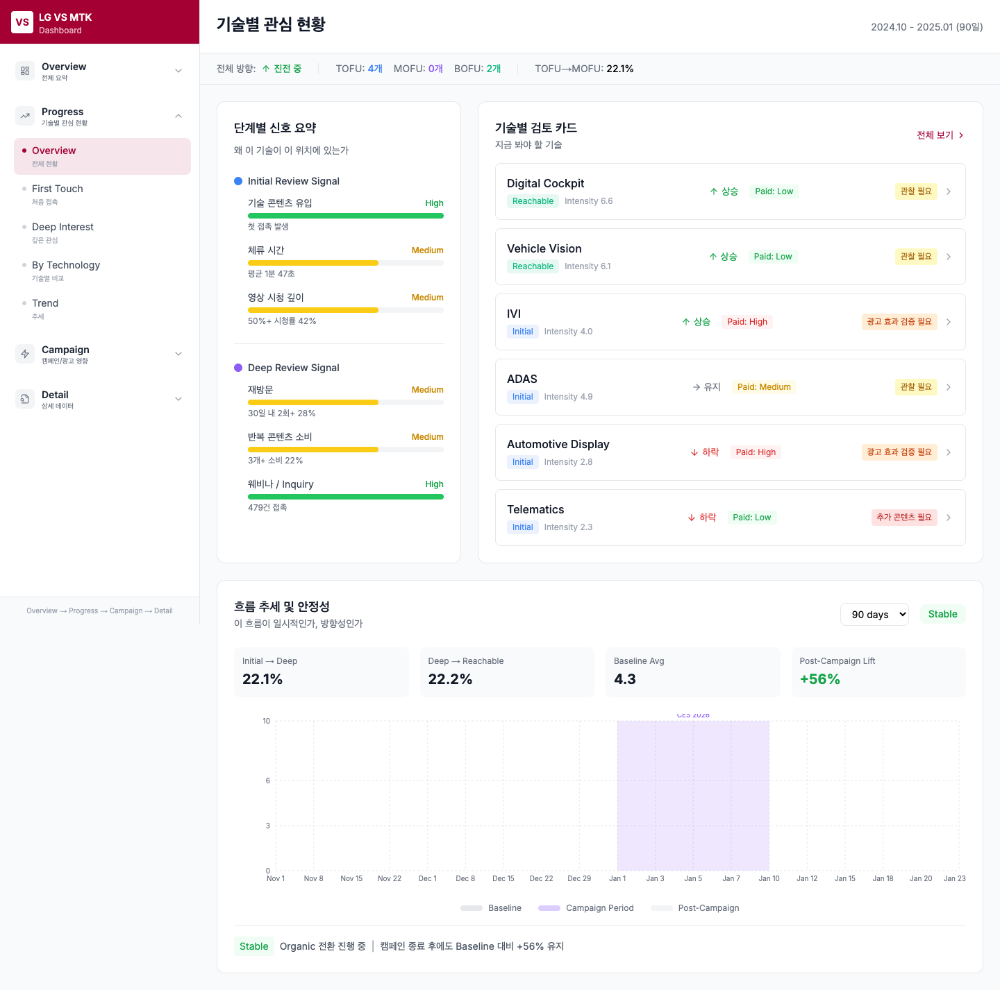 VS
LG VS MTK
Dashboard
Overview
전체 요약
Progress
기술별 관심 현황
Overview
전체 현황
First Touch
처음 접촉
Deep Interest
깊은 관심
By Technology
기술별 비교
Trend
추세
Campaign
캠페인/광고 영향
Detail
상세 데이터
Overview → Progress → Campaign → Detail
기술별 관심 현황
2024.10 - 2025.01 (90일)
전체 방향: ↑ 진전 중
TOFU: 4개 MOFU: 0개 BOFU: 2개
TOFU→MOFU: 22.1%
단계별 신호 요약
왜 이 기술이 이 위치에 있는가
Initial Review Signal
기술 콘텐츠 유입 High
첫 접촉 발생
체류 시간 Medium
평균 1분 47초
영상 시청 깊이 Medium
50%+ 시청률 42%
Deep Review Signal
재방문 Medium
30일 내 2회+ 28%
반복 콘텐츠 소비 Medium
3개+ 소비 22%
웨비나 / Inquiry High
479건 접촉
기술별 검토 카드
지금 봐야 할 기술
전체 보기
Digital Cockpit
Reachable Intensity 6.6
↑ 상승 Paid: Low
관찰 필요
Vehicle Vision
Reachable Intensity 6.1
↑ 상승 Paid: Low
관찰 필요
IVI
Initial Intensity 4.0
↑ 상승 Paid: High
광고 효과 검증 필요
ADAS
Initial Intensity 4.9
→ 유지 Paid: Medium
관찰 필요
Automotive Display
Initial Intensity 2.8
↓ 하락 Paid: High
광고 효과 검증 필요
Telematics
Initial Intensity 2.3
↓ 하락 Paid: Low
추가 콘텐츠 필요
흐름 추세 및 안정성
이 흐름이 일시적인가, 방향성인가
90 days
Stable
Initial → Deep
22.1%
Deep → Reachable
22.2%
Baseline Avg
4.3
Post-Campaign Lift
+56%
CES 2026
10
6
3
0
Nov 1 Nov 8 Nov 15 Nov 22 Dec 1 Dec 8 Dec 15 Dec 22 Dec 29 Jan 1 Jan 3 Jan 5 Jan 7 Jan 10 Jan 12 Jan 15 Jan 18 Jan 20 Jan 23
Baseline Campaign Period Post-Campaign
Stable Organic 전환 진행 중 | 캠페인 종료 후에도 Baseline 대비 +56% 유지